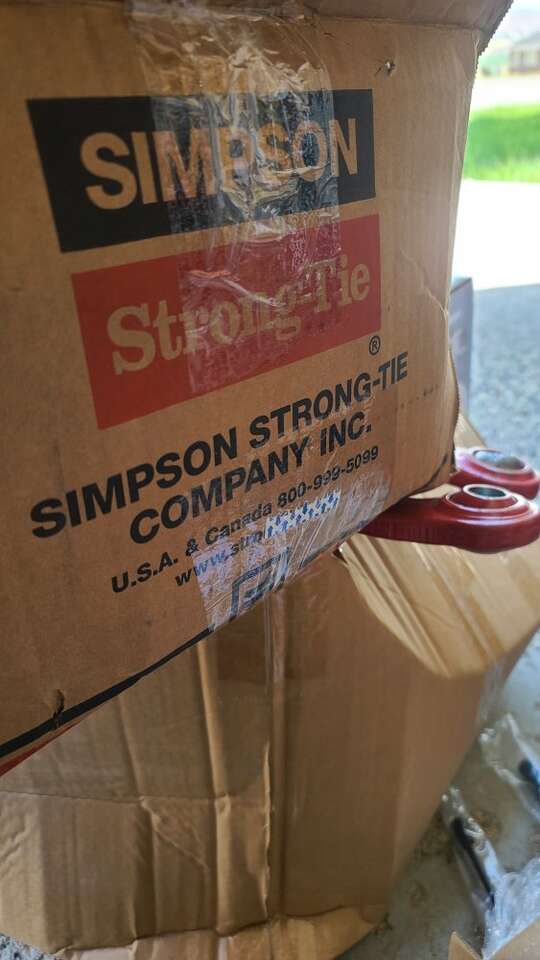 SIMPSON
Strong-Tie
®
SIMPSON STRONG-TIE
COMPANY INC.
U.S.A. & Canada 800-999-5099